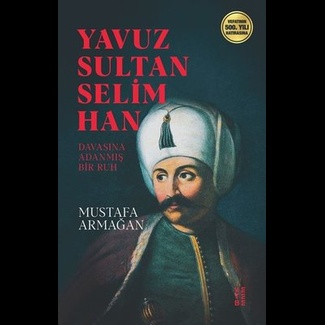 VEFATININ
500. YILI
HATIRASINA
YAVUZ
SULTAN
SELİM
HAN
DAVASINA
ADANMIŞ
BİR RUH
MUSTAFA
ARMAĞAN